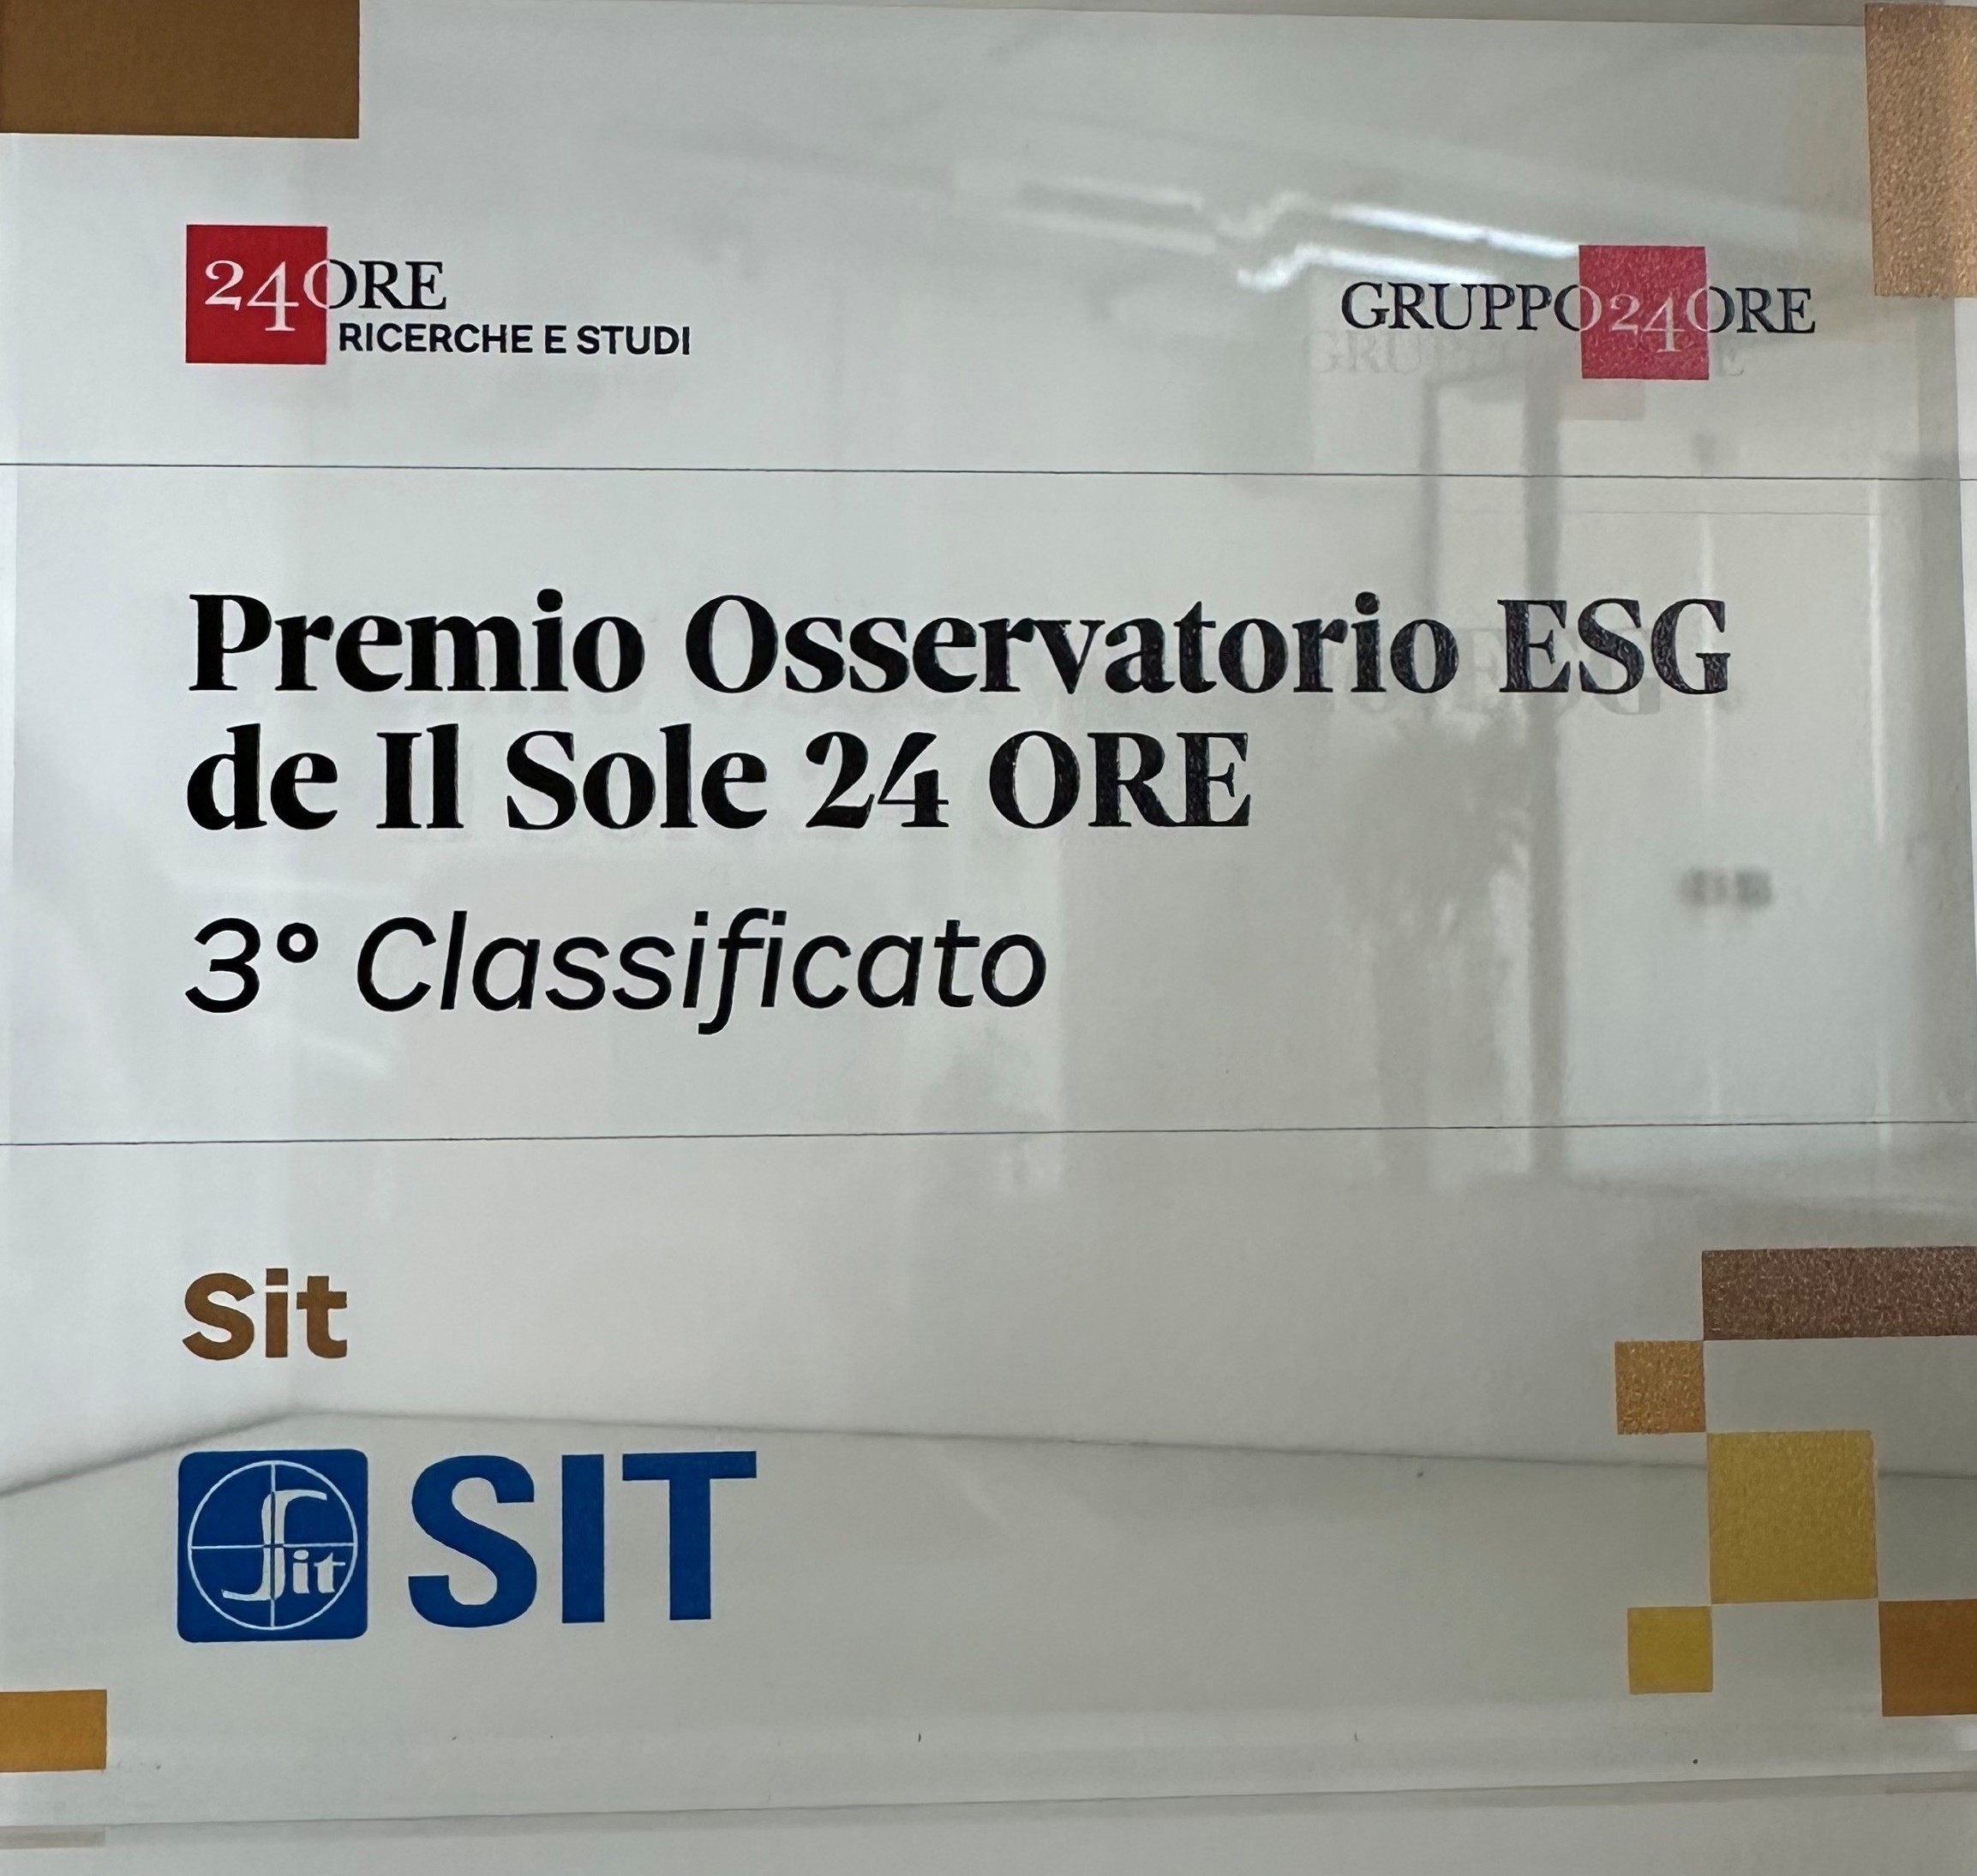 24ORE
RICERCHE E STUDI
GRUPPO24ORE
Premio Osservatorio ESG
de Il Sole 24 ORE
3° Classificato
Sit
Sit SIT